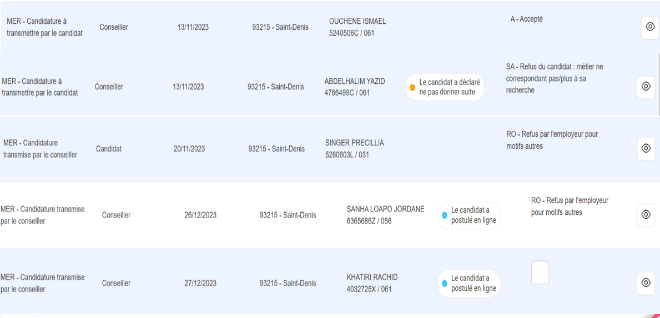 MER - Candidature à
transmettre par le candidat
Conseiller
13/11/2023
93215 - Saint-Denis
OUCHENE ISMAEL
5240506C / 061
A - Accepté
MER - Candidature à
transmettre par le candidat
Conseiller
13/11/2023
93215 - Saint-Denis
ABDELHALIM YAZID
4766499C / 061
Le candidat a déclaré
ne pas donner suite
SA - Refus du candidat : métier ne
correspondant pas/plus à sa
recherche
MER - Candidature
transmise par le conseiller
Candidat
20/11/2023
93215 - Saint-Denis
SINGER PRECILLIA
5280603L / 031
RO - Refus par l'employeur pour
motifs autres
MER - Candidature transmise
par le conseiller
Conseiller
26/12/2023
93215 - Saint-Denis
SANHA LOAPO JORDANE
6365686Z / 056
Le candidat a
postulé en ligne
RO - Refus par l'employeur
pour motifs autres
MER - Candidature transmise
par le conseiller
Conseiller
27/12/2023
93215 - Saint-Denis
KHATIRI RACHID
4032725X / 061
Le candidat a
postulé en ligne